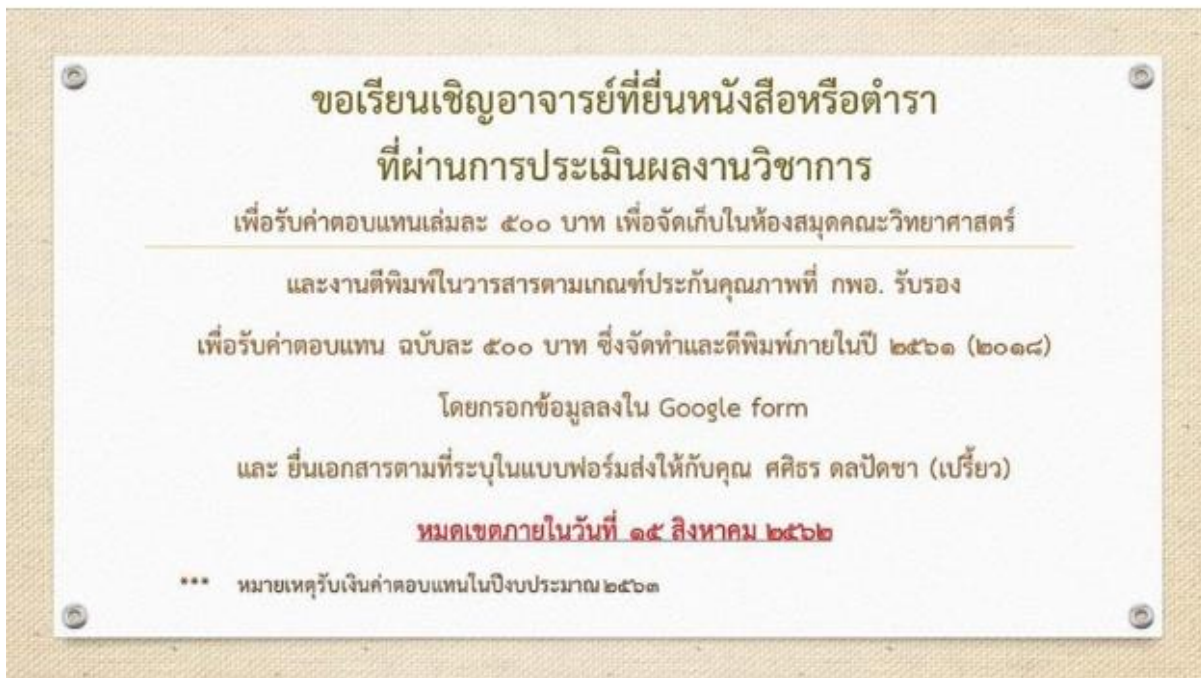 ขอเรียนเชิญอาจารย์ที่ยื่นหนังสือหรือตำรา
ที่ผ่านการประเมินผลงานวิชาการ
เพื่อรับค่าตอบแทนเล่มละ ๕๐๐ บาท เพื่อจัดเก็บในห้องสมุดคณะวิทยาศาสตร์
และงานตีพิมพ์ในวารสารตามเกณฑ์ประกันคุณภาพที่ กพอ. รับรอง
เพื่อรับค่าตอบแทน ฉบับละ ๕๐๐ บาท ซึ่งจัดทำและตีพิมพ์ภายในปี ๒๕๖๑ (๒๐๑๘)
โดยกรอกข้อมูลลงใน Google form
และ ยื่นเอกสารตามที่ระบุในแบบฟอร์มส่งให้กับคุณ ศศิธร ดลปัดชา (เปรี้ยว)
หมดเขตภายในวันที่ ๑๕ สิงหาคม ๒๕๖๒
*** หมายเหตุรับเงินค่าตอบแทนในปีงบประมาณ ๒๕๖๓